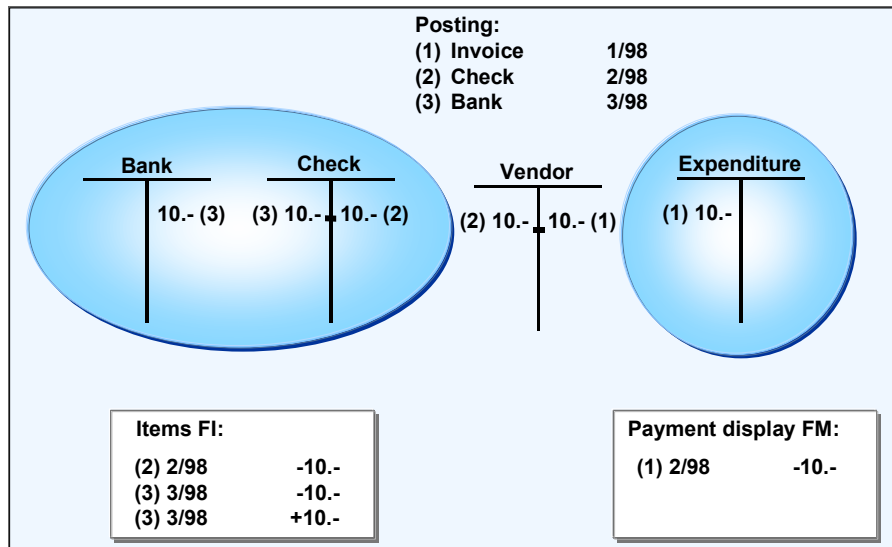 Posting:
(1) Invoice 1/98
(2) Check 2/98
(3) Bank 3/98
Bank Check Vendor Expenditure
10.- (3) (3) 10.- 10.- (2) (2) 10.- 10.- (1) (1) 10.-
Items FI:
(2) 2/98 -10.-
(3) 3/98 -10.-
(3) 3/98 +10.-
Payment display FM:
(1) 2/98 -10.-